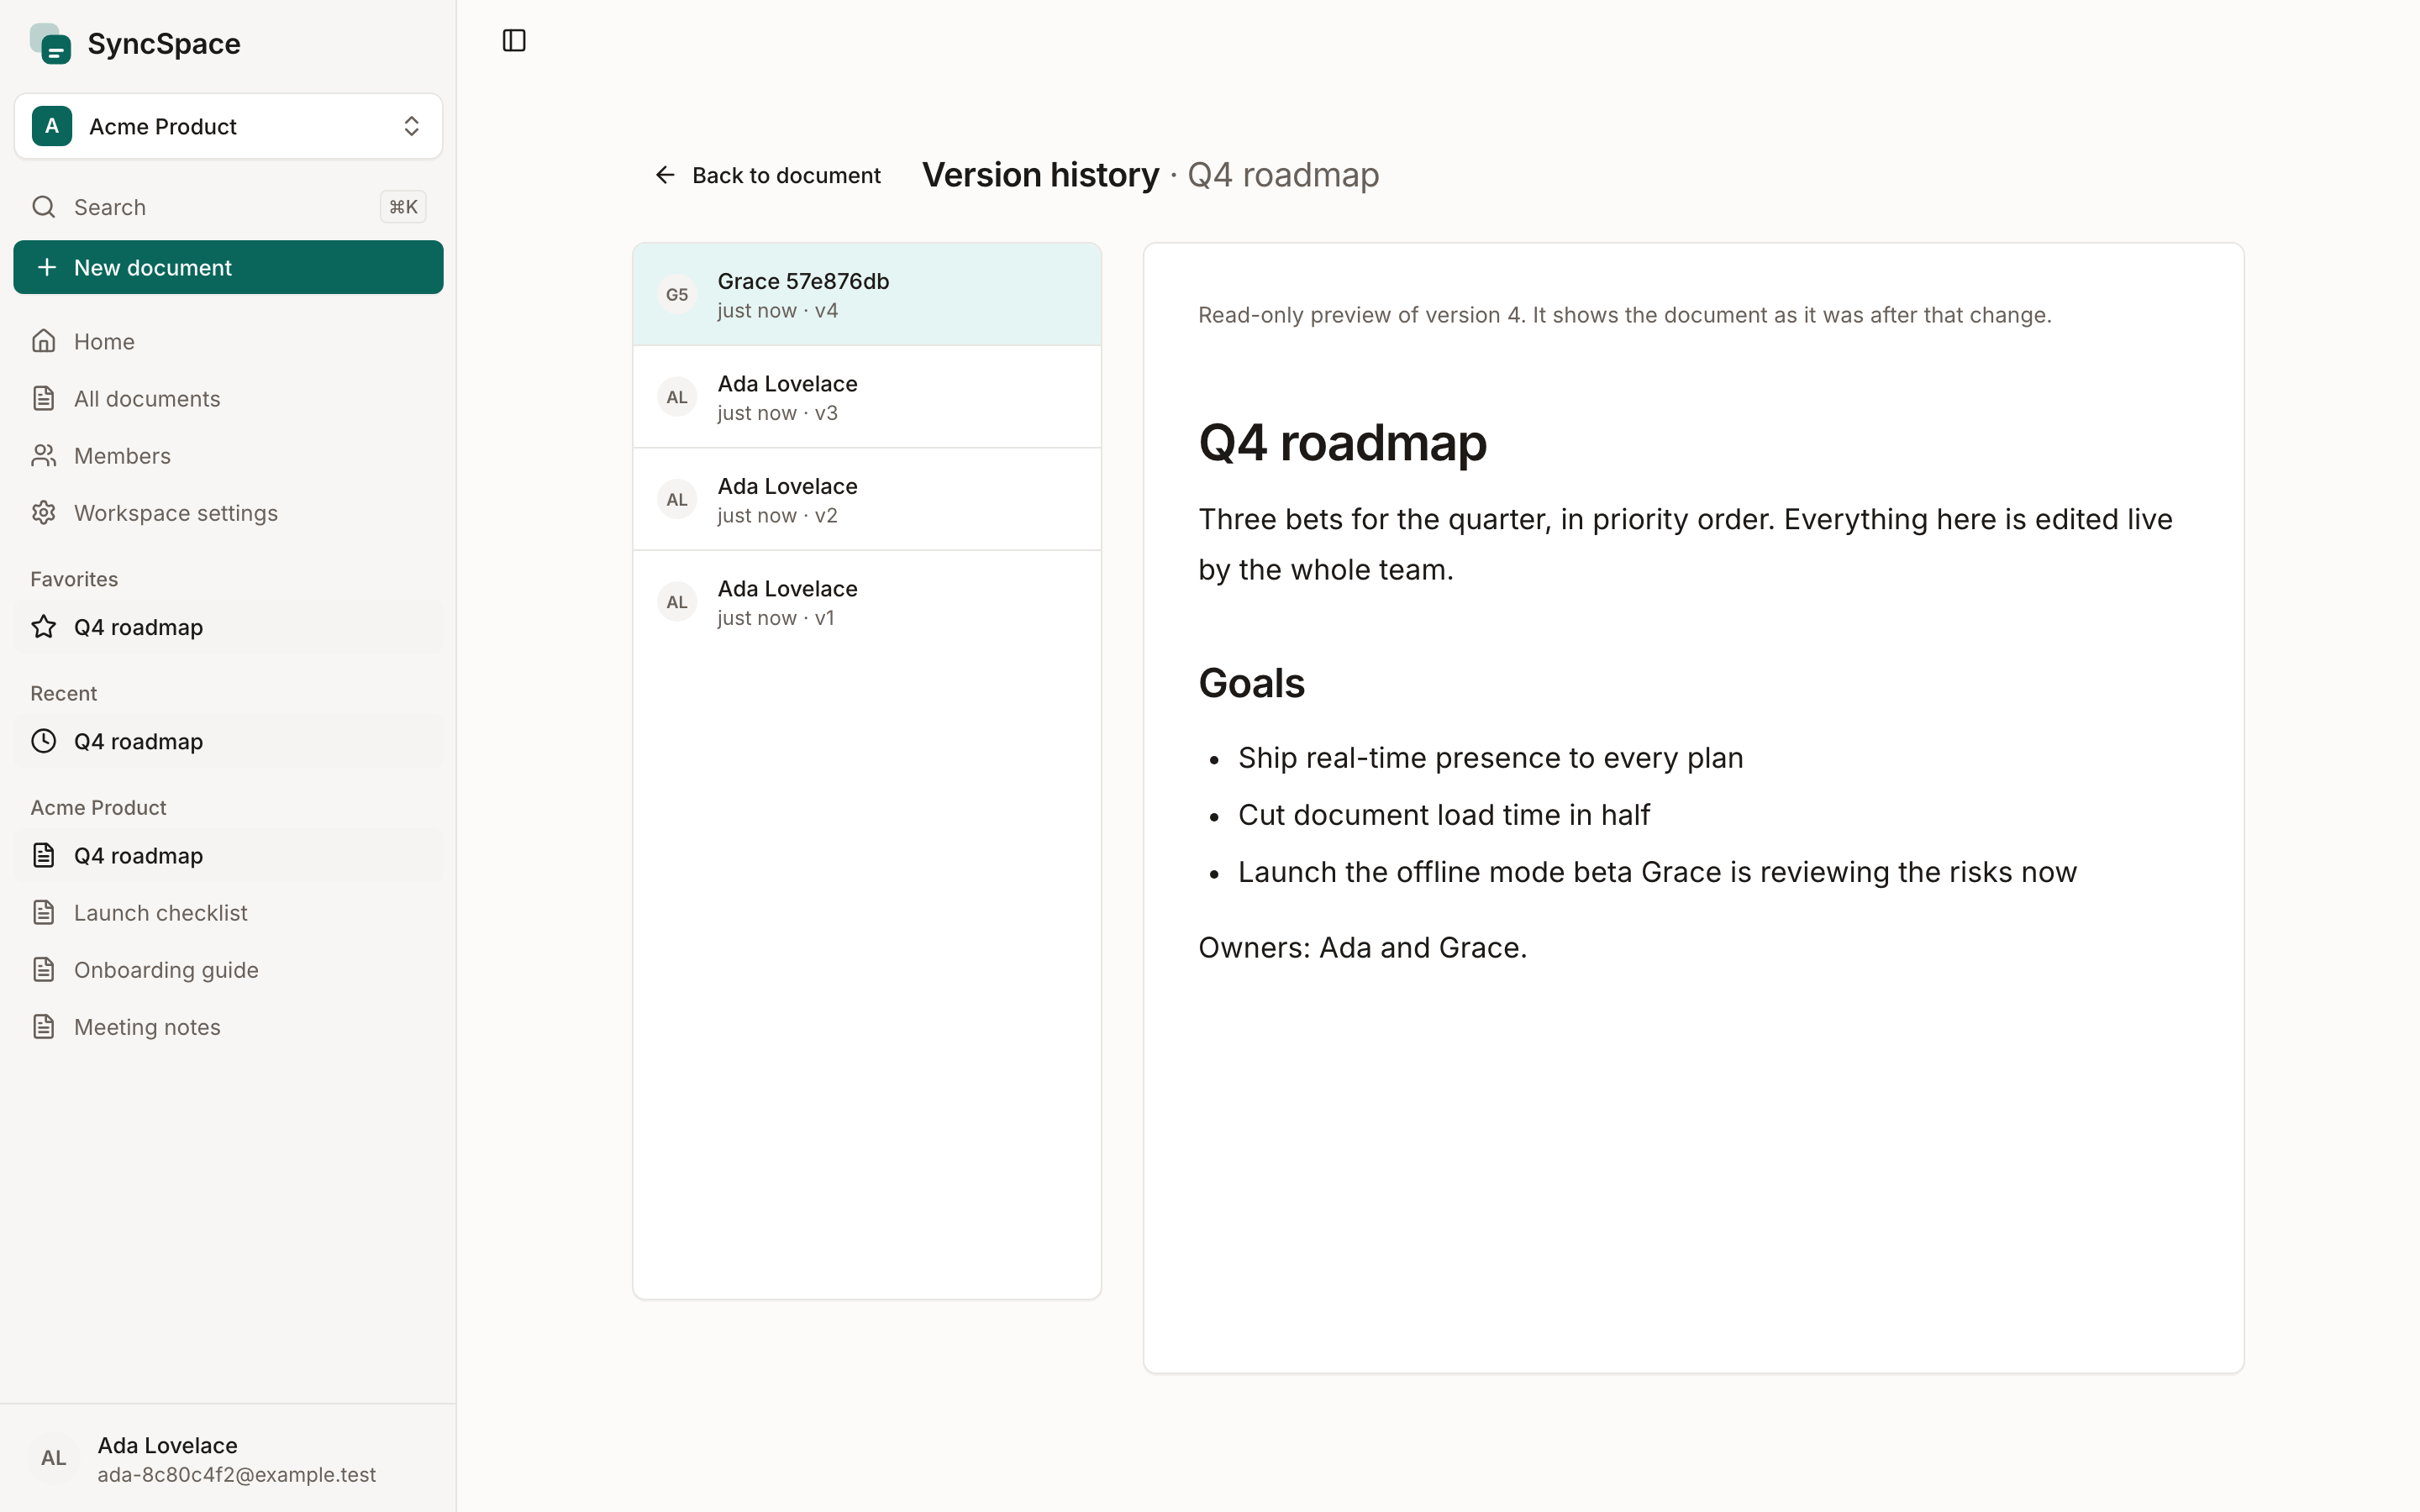 SyncSpace
A
Acme Product
Search
⌘K
New document
Home
All documents
Members
Workspace settings
Favorites
Q4 roadmap
Recent
Q4 roadmap
Acme Product
Q4 roadmap
Launch checklist
Onboarding guide
Meeting notes
AL
Ada Lovelace
ada-8c80c4f2@example.test
Back to document
Version history · Q4 roadmap
G5
Grace 57e876db
just now · v4
AL
Ada Lovelace
just now · v3
AL
Ada Lovelace
just now · v2
AL
Ada Lovelace
just now · v1
Read-only preview of version 4. It shows the document as it was after that change.
Q4 roadmap
Three bets for the quarter, in priority order. Everything here is edited live
by the whole team.
Goals
• Ship real-time presence to every plan
• Cut document load time in half
• Launch the offline mode beta Grace is reviewing the risks now
Owners: Ada and Grace.